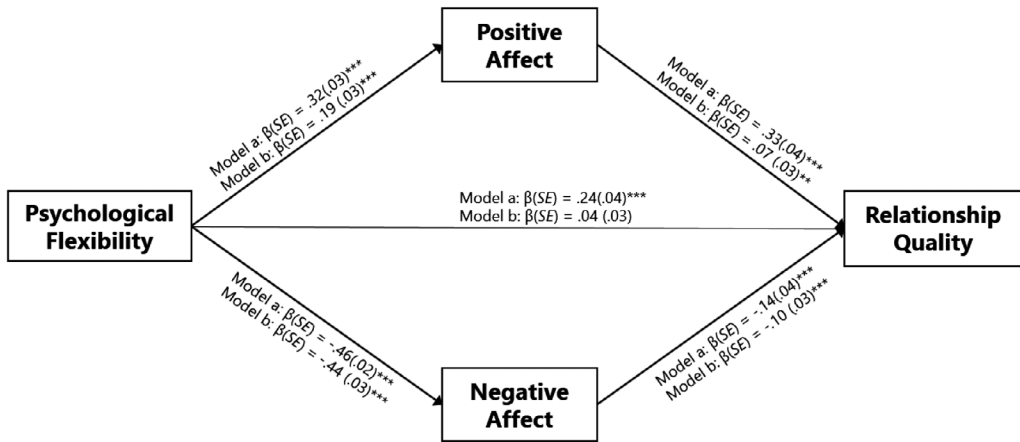 Positive
Affect
Model a: β(SE) = .32(.03)***
Model b: β(SE) = .19 (.03)***
Model a: β(SE) = .33(.04)***
Model b: β(SE) = .07 (.03)**
Psychological
Flexibility
Model a: β(SE) = .24(.04)***
Model b: β(SE) = .04 (.03)
Relationship
Quality
Model a: β(SE) = -.46(.02)***
Model b: β(SE) = -.44 (.03)***
Model a: β(SE) = -.14(.04)***
Model b: β(SE) = -.10 (.03)***
Negative
Affect